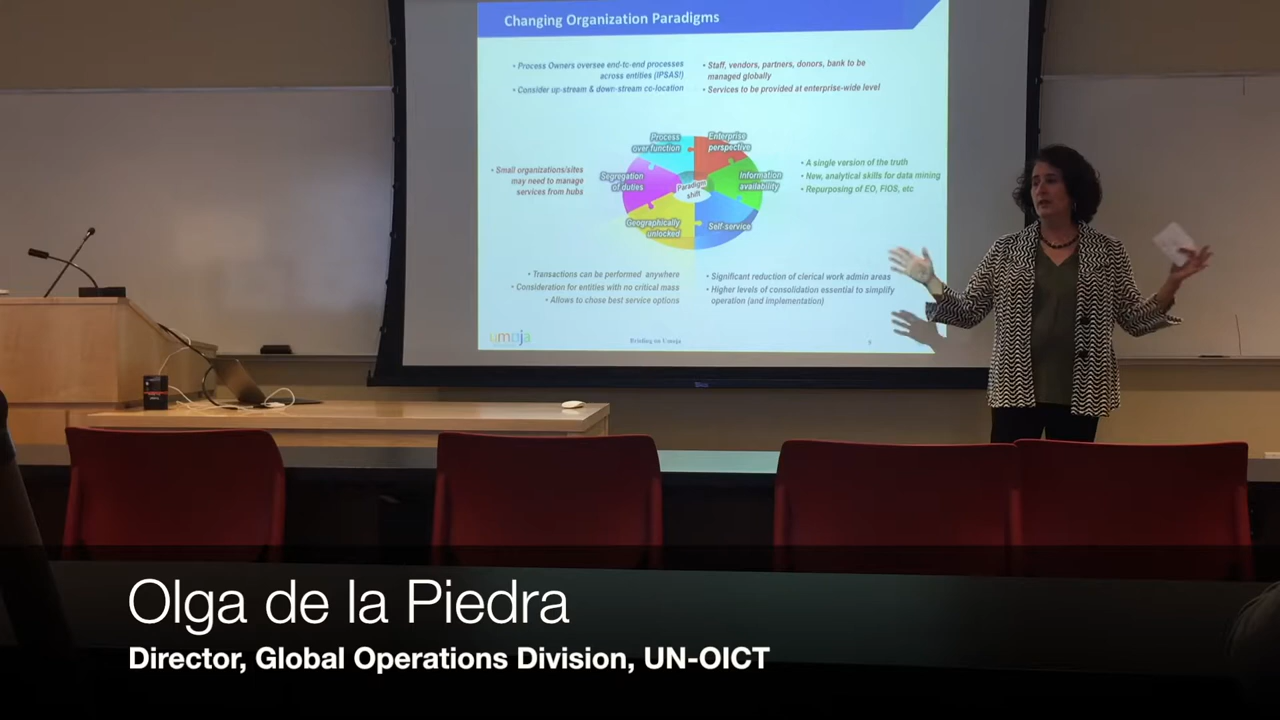 Changing Organization Paradigms
• Process Owners oversee end-tc-end processes
across entities (IPSAS!)
• Consider up-stream & down-stream co-location
• Staff, vendors, partners, donors, bank to be
managed globally
• Services to be provided at enterprise-wide level
Process
over function
Enterprise
perspective
• Small organizations/sites
may need to manage
services from hubs
Segregation
of duties
Paradigm
shift
Information
availability
• A single version of the truth
• New, analytical skills for data mining
• Repurposing of EO, FIOS, etc
Geographically
unlocked
Self-service
• Transactions can be performed anywhere
• Consideration for entities with no critical mass
• Allows to chose best service options
• Significant reduction of clerical work admin areas
• Higher levels of consolidation essential to simplify
operation (and implementation)
umoja
Briefing on Umoja
Olga de la Piedra
Director, Global Operations Division, UN-OICT